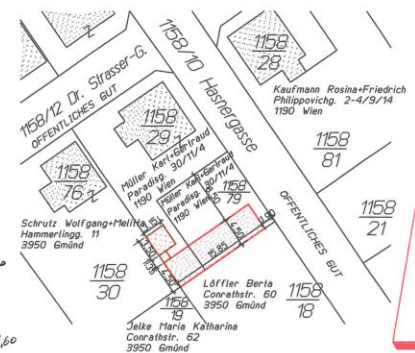 1158/12 Dr. Strasser-G.
ÖFFENTLICHES GUT
1158/10 Hasnergasse
ÖFFENTLICHES GUT
1158
28
Kaufmann Rosina+Friedrich
Philippovichg. 2-4/9/14
1190 Wien
1158
29
1158
81
Müller Karl+Gertraud
Paradisg. 30/11/4
1190 Wien
Müller Karl+Gertraud
Paradisg. 30/11/4
1190 Wien
1158
76
1158
79
1158
21
Schrutz Wolfgang+Melitta
Hammerlingg. 11
3950 Gmünd
4.50
15.85
1.90
4.50
1158
30
Löffler Berta
Conrathstr. 60
3950 Gmünd
1158
18
1158
19
Jelke Maria Katharina
Conrathstr. 62
3950 Gmünd